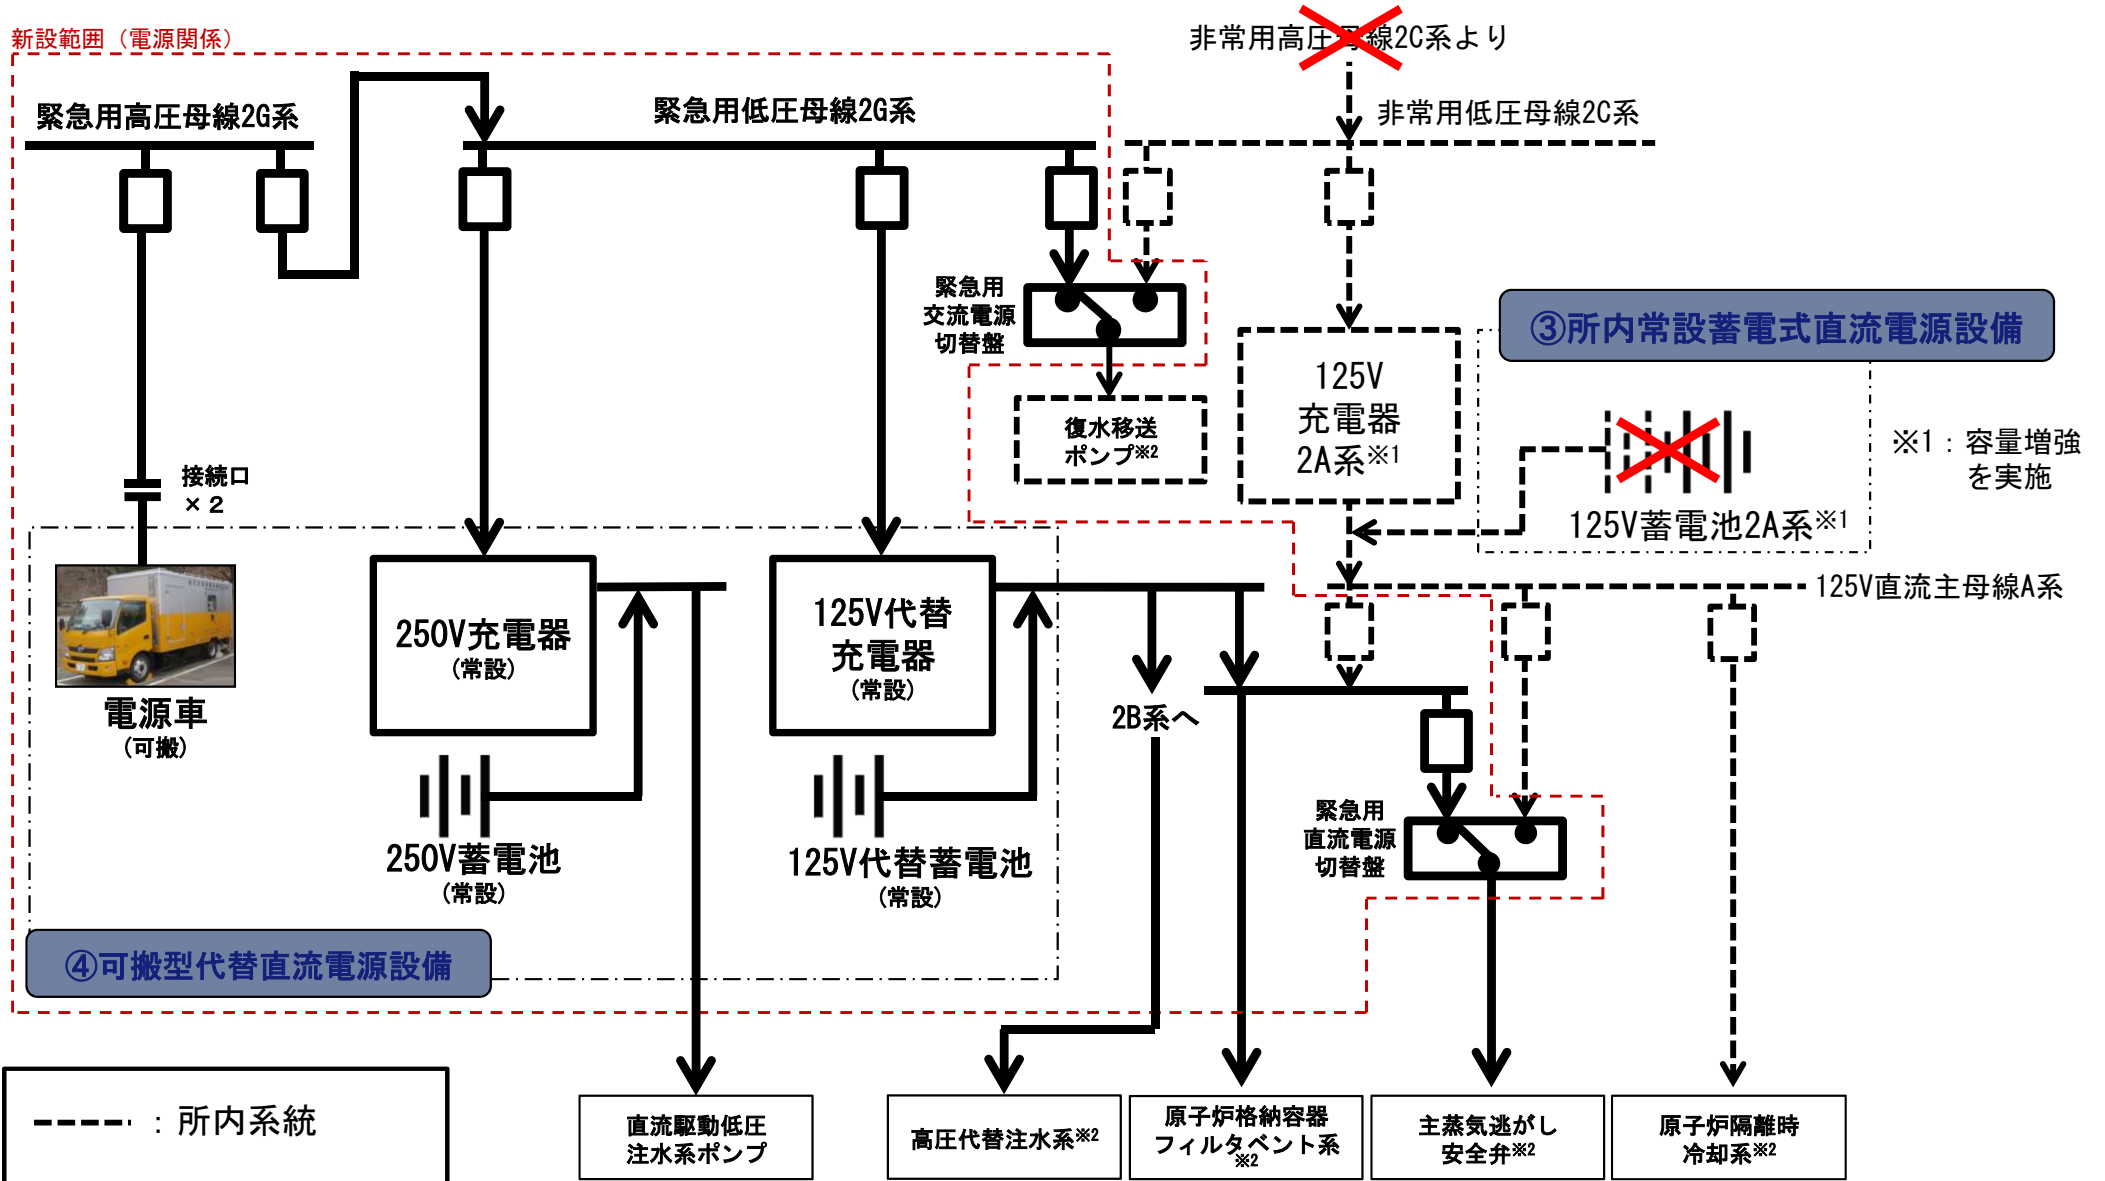 新設範囲（電源関係）
非常用高圧母線2C系より
緊急用高圧母線2G系
緊急用低圧母線2G系
非常用低圧母線2C系
緊急用
交流電源
切替盤
③所内常設蓄電式直流電源設備
125V
充電器
2A系※1
復水移送
ポンプ※2
※1：容量増強
を実施
接続口
×２
125V蓄電池2A系※1
125V直流主母線A系
250V充電器
(常設)
125V代替
充電器
(常設)
電源車
(可搬)
2B系へ
緊急用
直流電源
切替盤
250V蓄電池
(常設)
125V代替蓄電池
(常設)
④可搬型代替直流電源設備
：所内系統
直流駆動低圧
注水系ポンプ
高圧代替注水系※2
原子炉格納容器
フィルタベント系
※2
主蒸気逃がし
安全弁※2
原子炉隔離時
冷却系※2